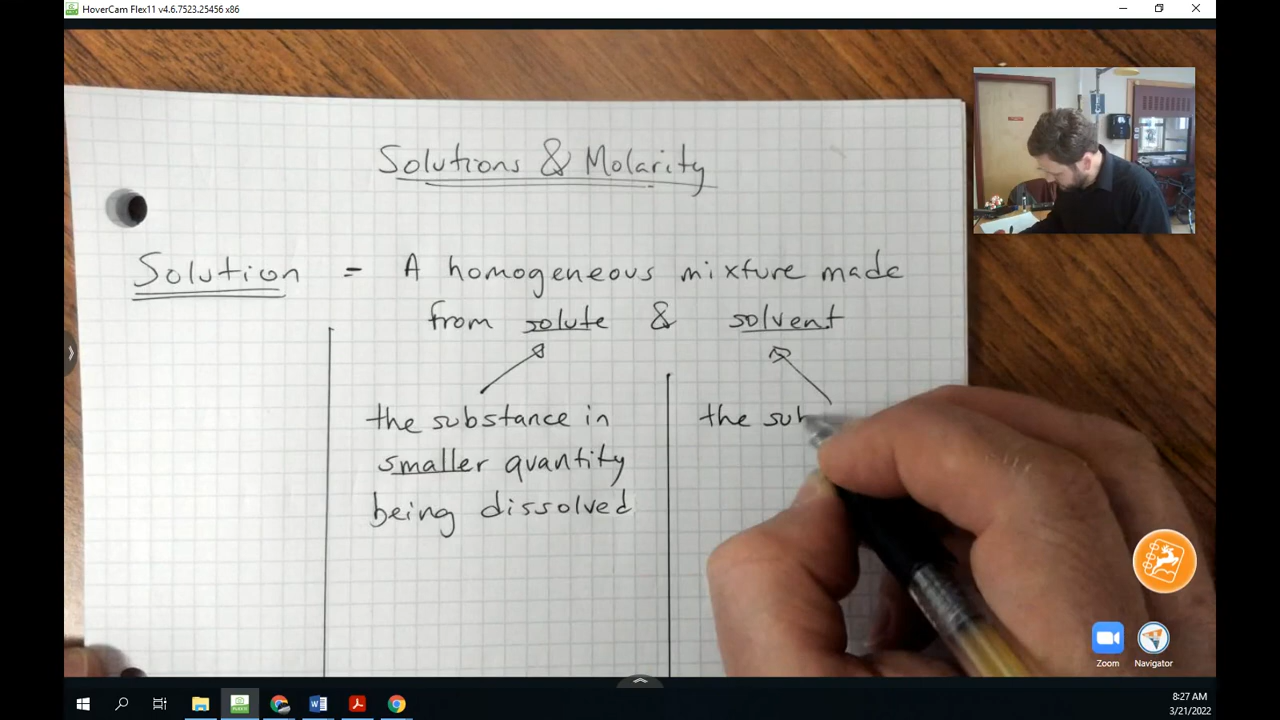 HoverCam Flex11 v4.6.7523.25456 x86
Solutions & Molarity
Solution = A homogeneous mixture made
from solute & solvent
the substance in
smaller quantity
being dissolved
the sub
Zoom
Navigator
8:27 AM
3/21/2022